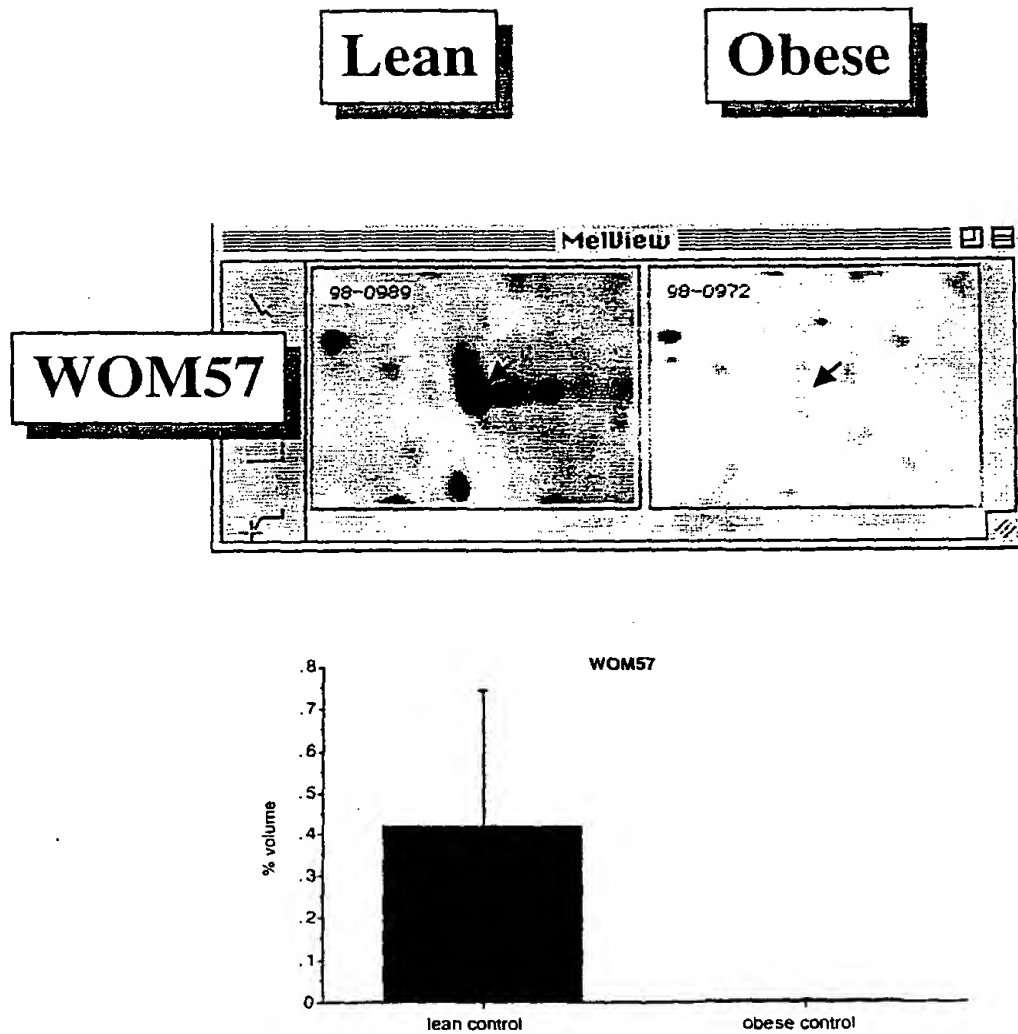 Lean
Obese
MelView
98-0989
98-0972
WOM57
WOM57
.8
.7
.6
.5
.4
.3
.2
.1
0
% volume
lean control
obese control